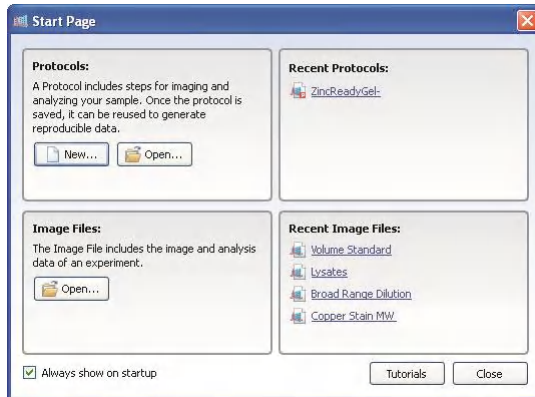 Start Page
Protocols:
A Protocol includes steps for imaging and
analyzing your sample. Once the protocol is
saved, it can be reused to generate
reproducible data.
New... Open...
Recent Protocols:
ZincReadyGel-
Image Files:
The Image File includes the image and analysis
data of an experiment.
Open...
Recent Image Files:
Volume Standard
Lysates
Broad Range Dilution
Copper Stain MW
Always show on startup
Tutorials Close